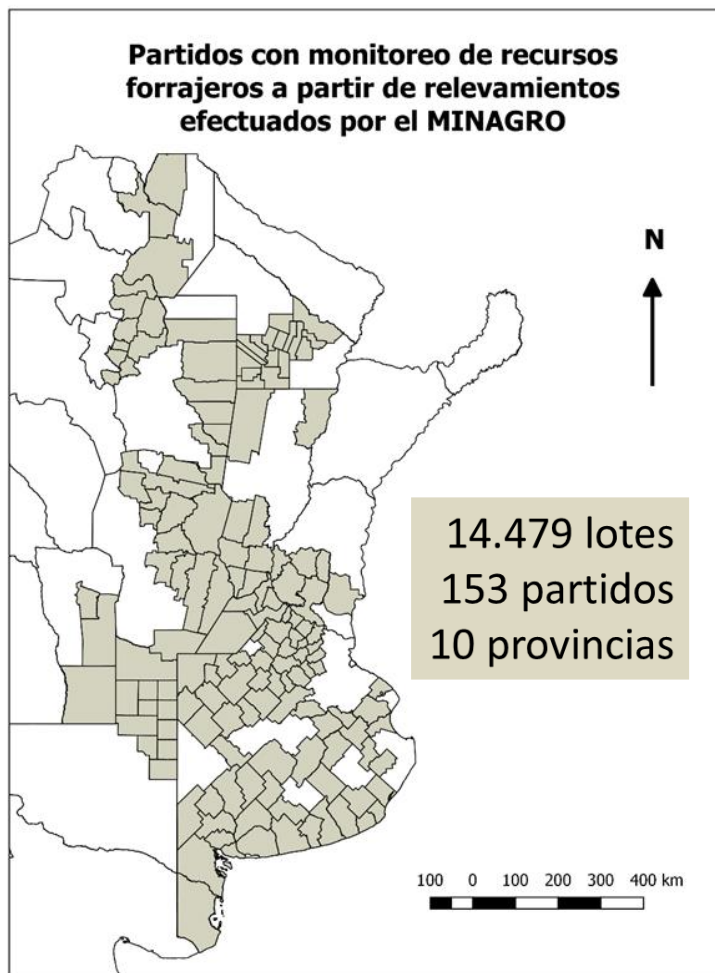 Partidos con monitoreo de recursos
forrajeros a partir de relevamientos
efectuados por el MINAGRO
N
14.479 lotes
153 partidos
10 provincias
100 0 100 200 300 400 km